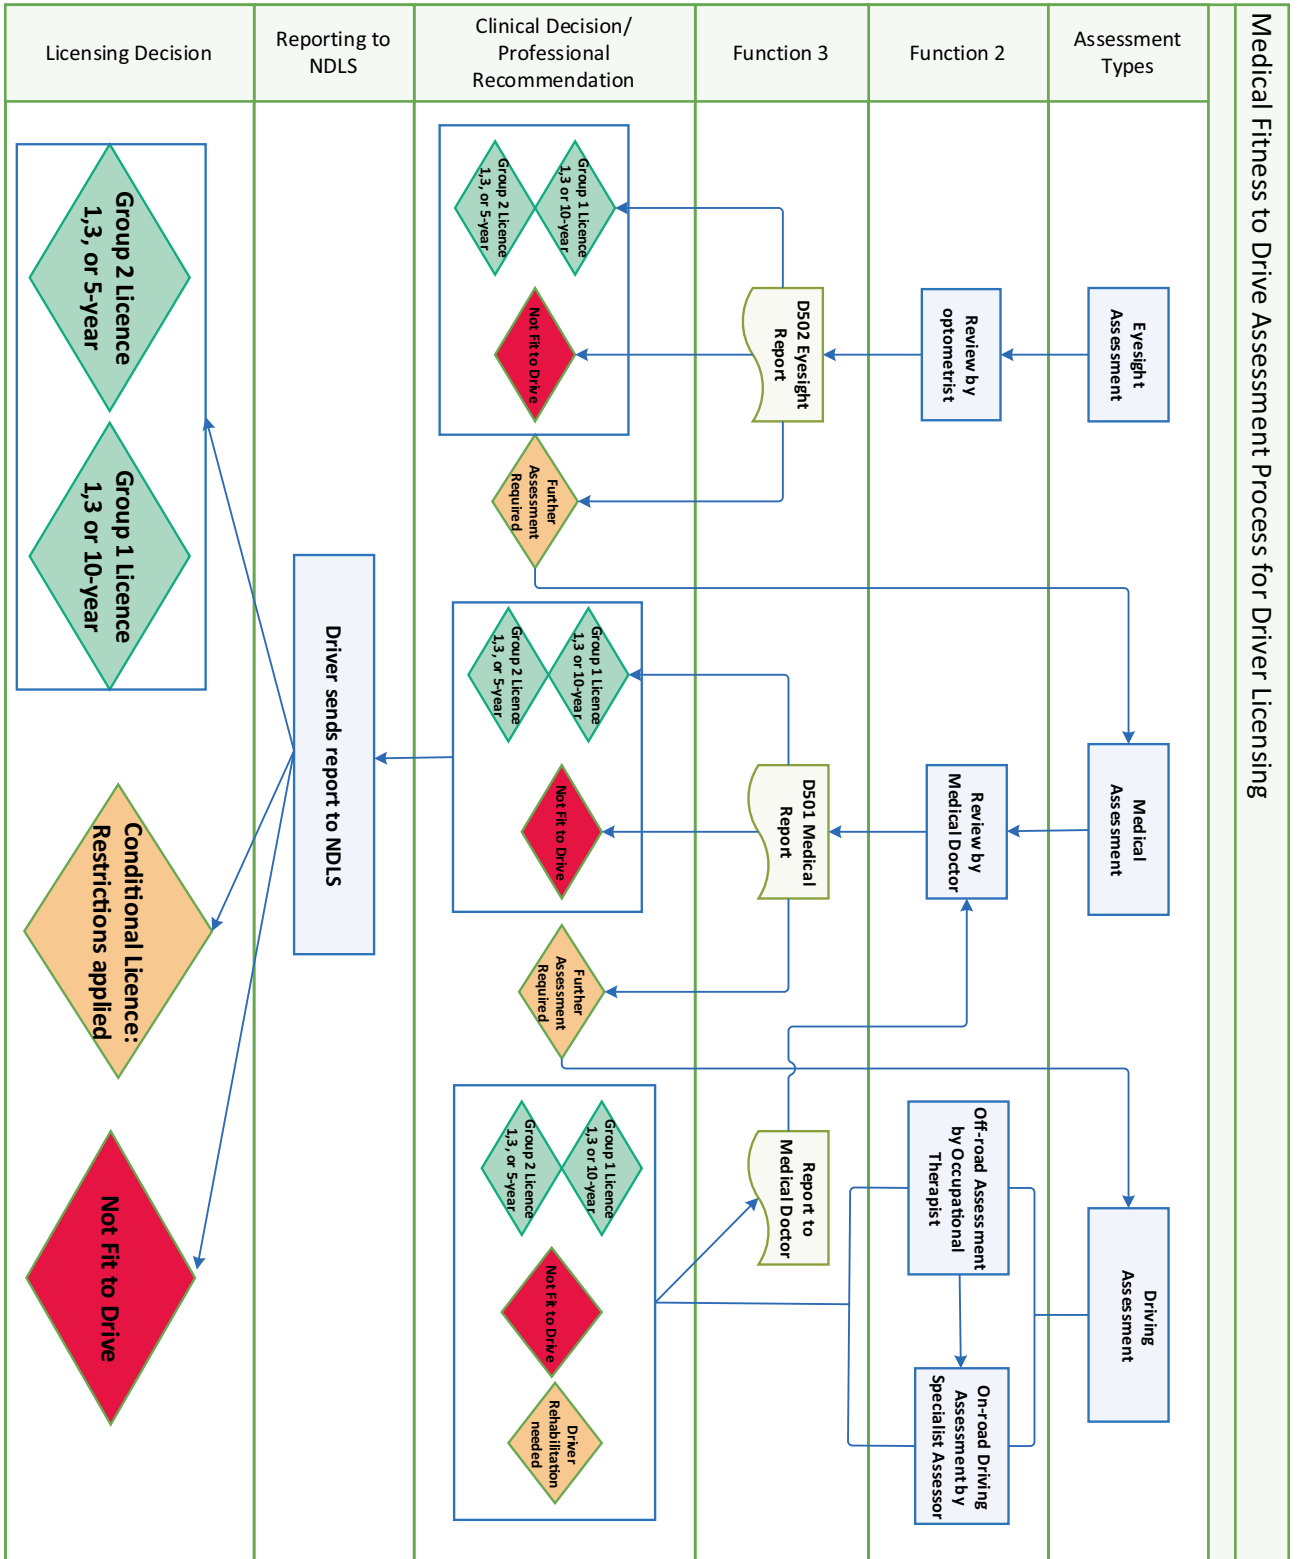 Medical Fitness to Drive Assessment Process for Driver Licensing
Assessment
Types
Function 2
Function 3
Clinical Decision/
Professional
Recommendation
Reporting to
NDLS
Licensing Decision
Eyesight
Assessment
Medical
Assessment
Driving
Assessment
Review by
optometrist
Review by
Medical Doctor
Off-road Assessment
by Occupational
Therapist
On-road Driving
Assessment by
Specialist Assessor
D502 Eyesight
Report
D501 Medical
Report
Report to
Medical Doctor
Group 1 Licence
1,3 or 10-year
Group 2 Licence
1,3, or 5-year
Not Fit to Drive
Further
Assessment
Required
Group 1 Licence
1,3 or 10-year
Group 2 Licence
1,3, or 5-year
Not Fit to Drive
Further
Assessment
Required
Group 1 Licence
1,3 or 10-year
Group 2 Licence
1,3, or 5-year
Not Fit to Drive
Driver
Rehabilitation
needed
Driver sends report to NDLS
Group 2 Licence
1,3, or 5-year
Group 1 Licence
1,3 or 10-year
Conditional Licence:
Restrictions applied
Not Fit to Drive